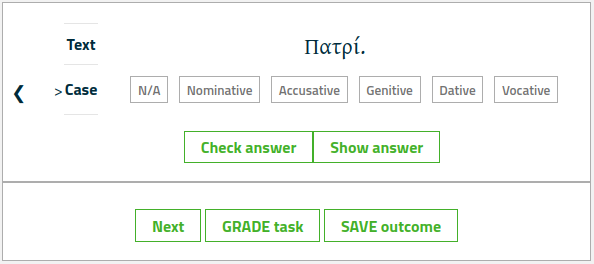 Text Πατρί.
❮ >Case N/A Nominative Accusative Genitive Dative Vocative
Check answer Show answer
Next GRADE task SAVE outcome